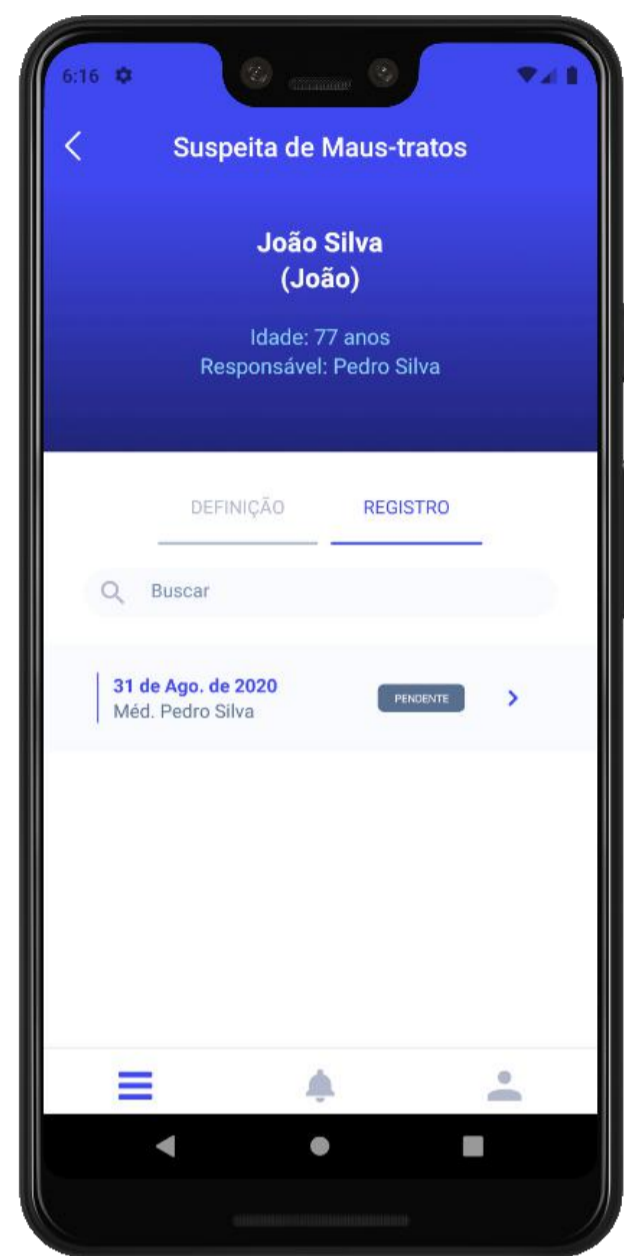 6:16
Suspeita de Maus-tratos
João Silva
(João)
Idade: 77 anos
Responsável: Pedro Silva
DEFINIÇÃO
REGISTRO
Buscar
31 de Ago. de 2020
Méd. Pedro Silva
PENDENTE